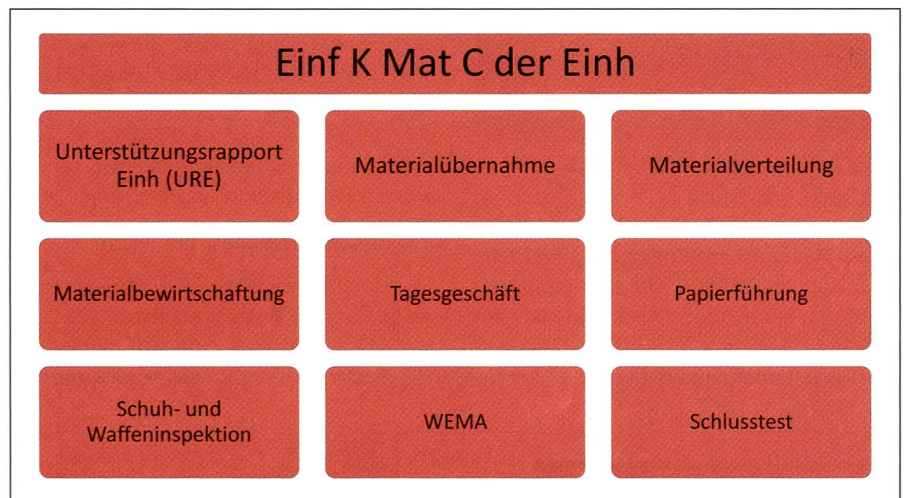 Einf K Mat C der Einh
Unterstützungsrapport
Einh (URE)
Materialübernahme
Materialverteilung
Materialbewirtschaftung
Tagesgeschäft
Papierführung
Schuh- und
Waffeninspektion
WEMA
Schlusstest